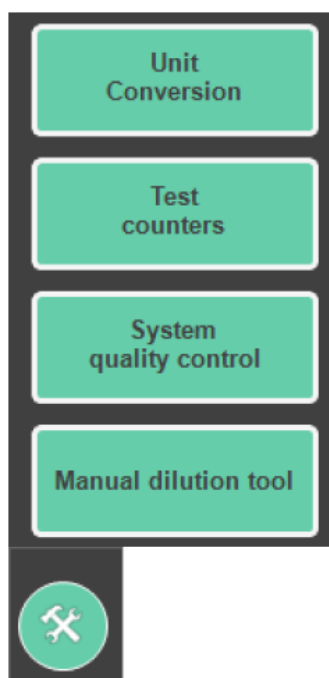 Unit
Conversion
Test
counters
System
quality control
Manual dilution tool